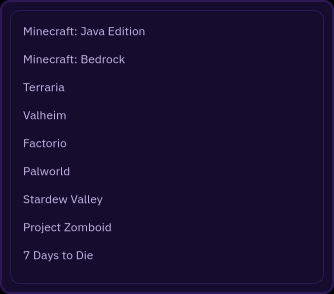 Minecraft: Java Edition
Minecraft: Bedrock
Terraria
Valheim
Factorio
Palworld
Stardew Valley
Project Zomboid
7 Days to Die